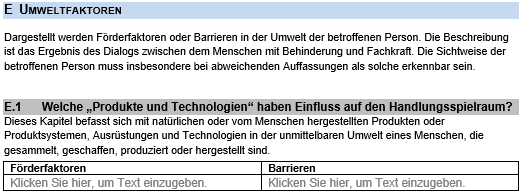 E UMWELTFAKTOREN
Dargestellt werden Förderfaktoren oder Barrieren in der Umwelt der betroffenen Person. Die Beschreibung
ist das Ergebnis des Dialogs zwischen dem Menschen mit Behinderung und Fachkraft. Die Sichtweise der
betroffenen Person muss insbesondere bei abweichenden Auffassungen als solche erkennbar sein.
E.1 Welche „Produkte und Technologien“ haben Einfluss auf den Handlungsspielraum?
Dieses Kapitel befasst sich mit natürlichen oder vom Menschen hergestellten Produkten oder
Produktsystemen, Ausrüstungen und Technologien in der unmittelbaren Umwelt eines Menschen, die
gesammelt, geschaffen, produziert oder hergestellt sind.
Förderfaktoren Barrieren
Klicken Sie hier, um Text einzugeben. Klicken Sie hier, um Text einzugeben.